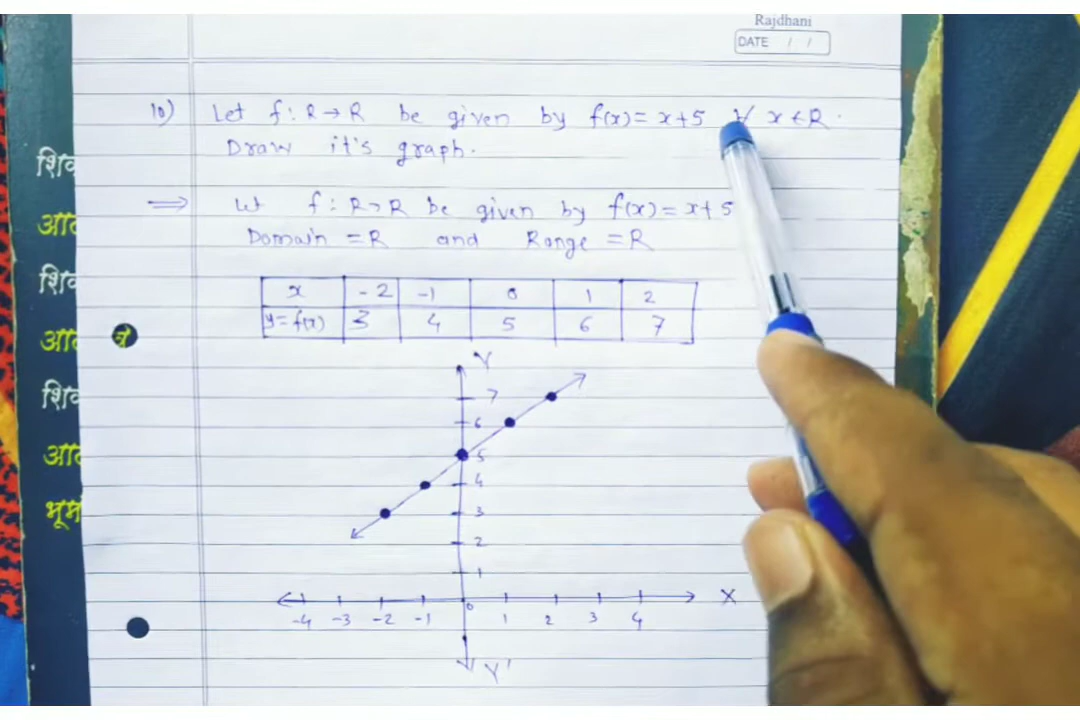 Rajdhani
DATE / /
10) Let f: R→R be given by f(x)= x+5 ∀ x ∈ R.
Draw it's graph.
⇒ Let f: R→R be given by f(x)= x+5
Domain = R and Range = R
x -2 -1 0 1 2
y= f(x) 3 4 5 6 7
Y
7
6
5
4
3
2
1
X
0
-4 -3 -2 -1 1 2 3 4
Y'
आ